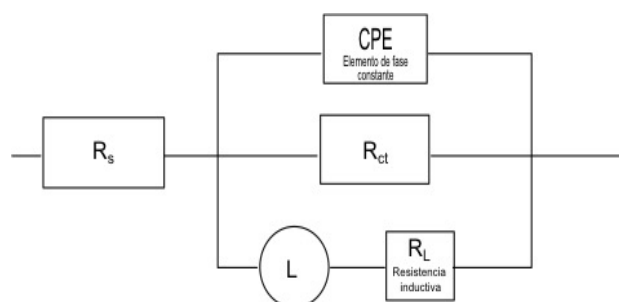 CPE
Elemento de fase
constante
Rs
Rct
L
RL
Resistencia
inductiva